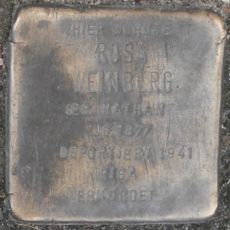 HIER WOHNTE
ROSA
WEINBERG
GEB. NATHAN
JG. 1877
DEPORTIERT 1941
RIGA
ERMORDET